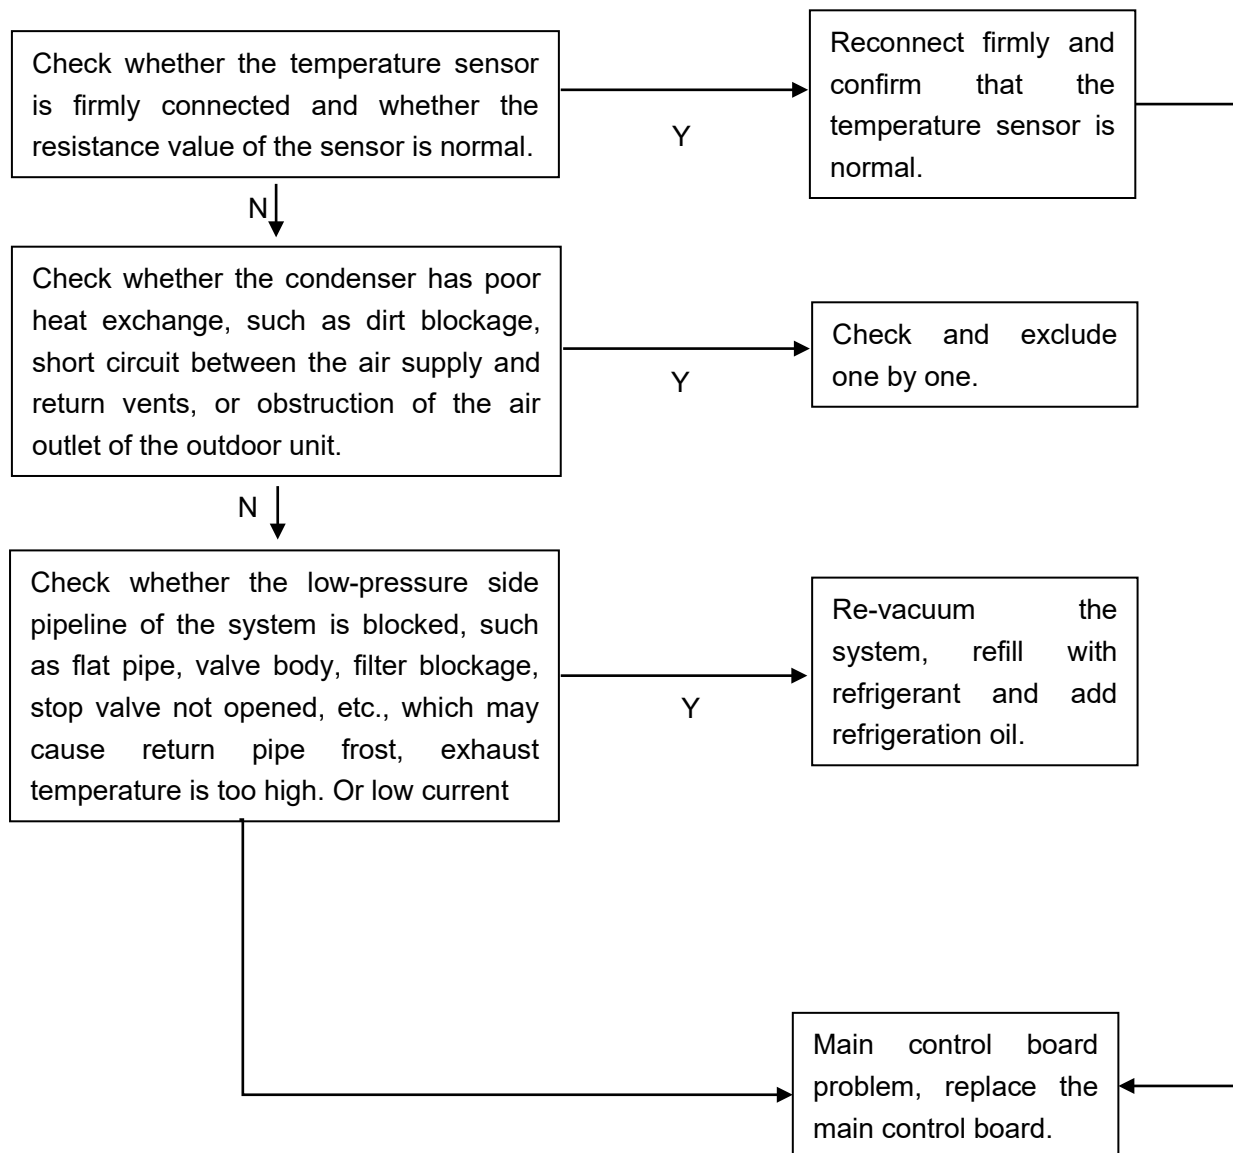 Check whether the temperature sensor
is firmly connected and whether the
resistance value of the sensor is normal.
Y
Reconnect firmly and
confirm that the
temperature sensor is
normal.
N
Check whether the condenser has poor
heat exchange, such as dirt blockage,
short circuit between the air supply and
return vents, or obstruction of the air
outlet of the outdoor unit.
Y
Check and exclude
one by one.
N
Check whether the low-pressure side
pipeline of the system is blocked, such
as flat pipe, valve body, filter blockage,
stop valve not opened, etc., which may
cause return pipe frost, exhaust
temperature is too high. Or low current
Y
Re-vacuum the
system, refill with
refrigerant and add
refrigeration oil.
Main control board
problem, replace the
main control board.